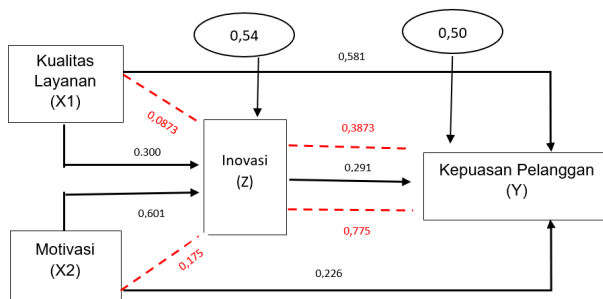 0,54
0,50
Kualitas
Layanan
(X1)
0,581
0,0873
0,3873
0.300
Inovasi
(Z)
0,291
Kepuasan Pelanggan
(Y)
0,601
0,775
0,175
Motivasi
(X2)
0,226